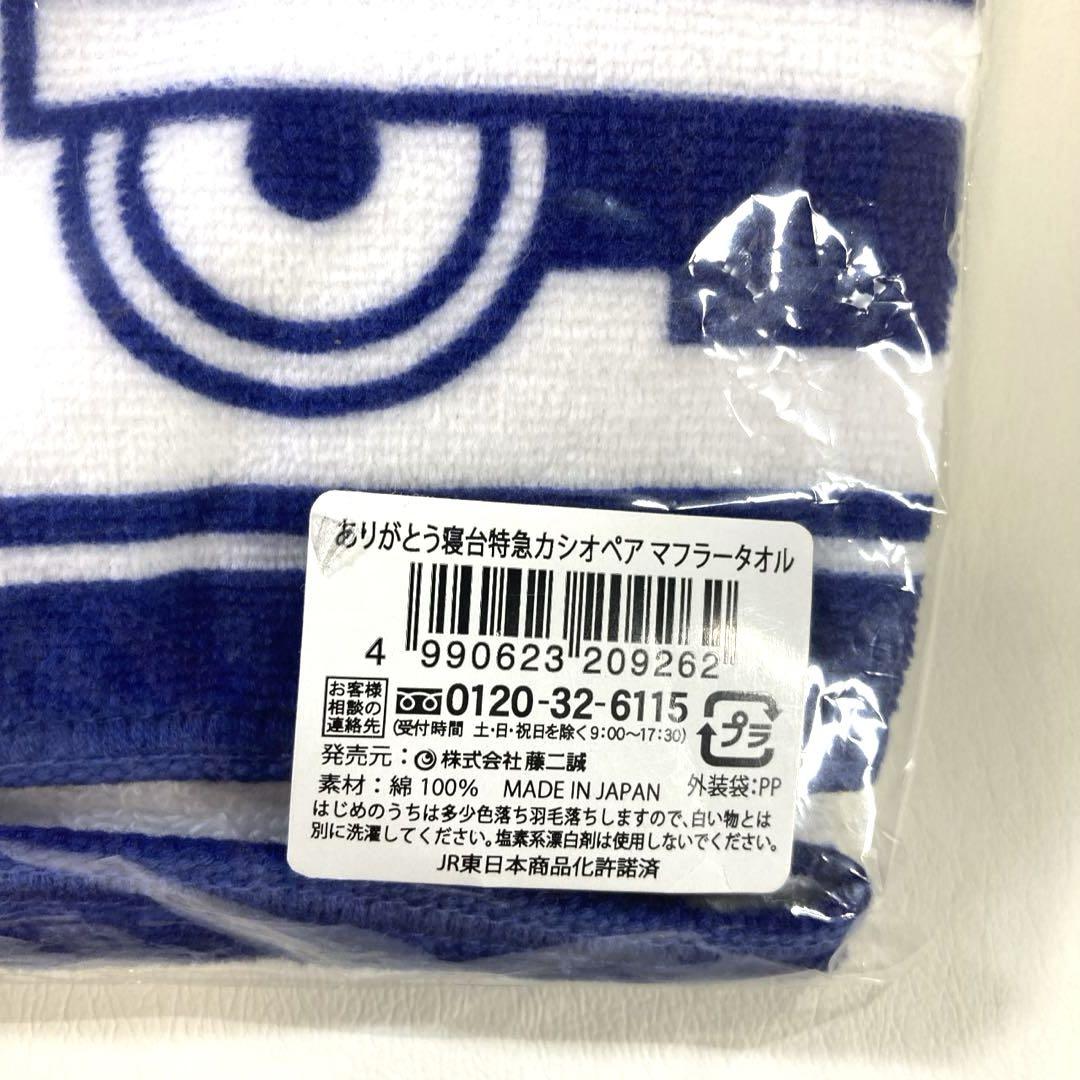 ありがとう寝台特急カシオペア マフラータオル
4 990623 209262
お客様
相談の
連絡先
0120-32-6115
(受付時間 土・日・祝日を除く9:00~17:30)
プラ
発売元:株式会社藤二誠
素材:綿100% MADE IN JAPAN
外装袋:PP
はじめのうちは多少色落ち羽毛落ちしますので、白い物とは
別に洗濯してください。塩素系漂白剤は使用しないでください。
JR東日本商品化許諾済